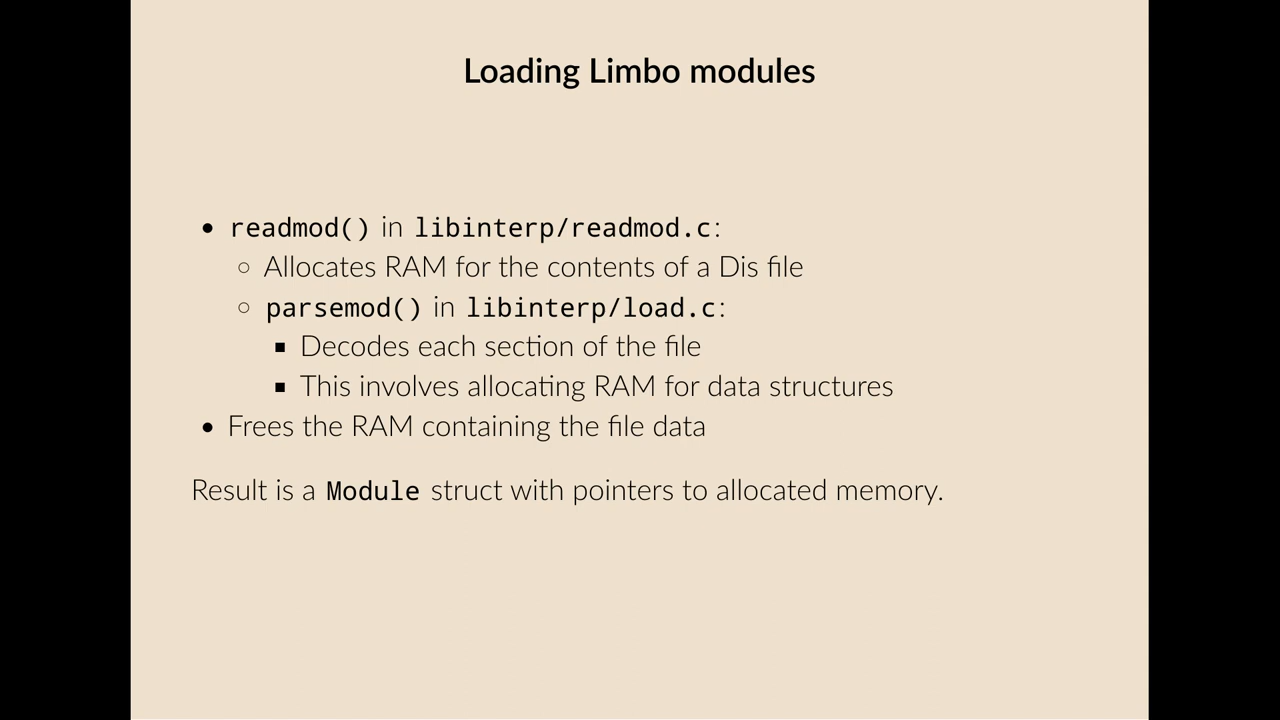 Loading Limbo modules
• readmod() in libinterp/readmod.c:
○ Allocates RAM for the contents of a Dis file
○ parsemod() in libinterp/load.c:
▪ Decodes each section of the file
▪ This involves allocating RAM for data structures
• Frees the RAM containing the file data
Result is a Module struct with pointers to allocated memory.